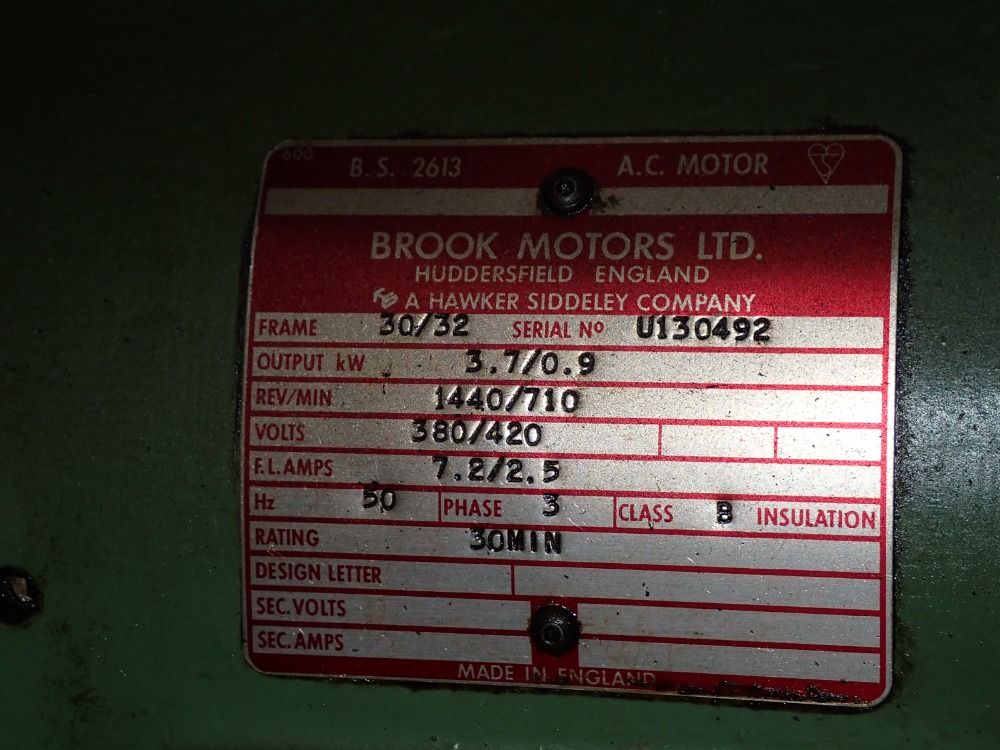 600 B. S. 2613 A.C. MOTOR
BROOK MOTORS LTD.
HUDDERSFIELD ENGLAND
A HAWKER SIDDELEY COMPANY
FRAME 30/32 SERIAL Nº U130492
OUTPUT kW 3.7/0.9
REV/MIN 1440/710
VOLTS 380/420
F.L.AMPS 7.2/2.5
Hz 50 PHASE 3 CLASS B INSULATION
RATING 30MIN
DESIGN LETTER
SEC.VOLTS
SEC.AMPS
MADE IN ENGLAND